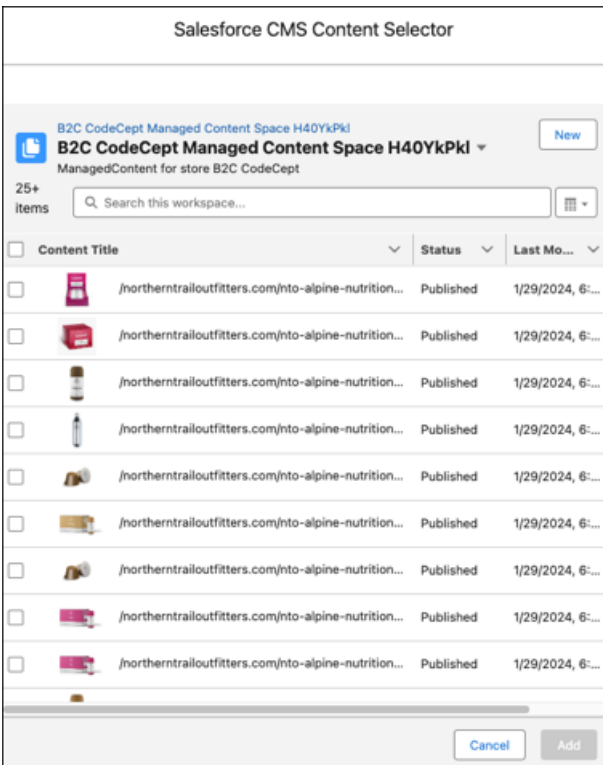 Salesforce CMS Content Selector
B2C CodeCept Managed Content Space H40YkPkl
B2C CodeCept Managed Content Space H40YkPkl
New
ManagedContent for store B2C CodeCept
25+
items
Search this workspace...
Content Title Status Last Mo...
/northerntrailoutfitters.com/nto-alpine-nutrition... Published 1/29/2024, 6:...
/northerntrailoutfitters.com/nto-alpine-nutrition... Published 1/29/2024, 6:...
/northerntrailoutfitters.com/nto-alpine-nutrition... Published 1/29/2024, 6:...
/northerntrailoutfitters.com/nto-alpine-nutrition... Published 1/29/2024, 6:...
/northerntrailoutfitters.com/nto-alpine-nutrition... Published 1/29/2024, 6:...
/northerntrailoutfitters.com/nto-alpine-nutrition... Published 1/29/2024, 6:...
/northerntrailoutfitters.com/nto-alpine-nutrition... Published 1/29/2024, 6:...
/northerntrailoutfitters.com/nto-alpine-nutrition... Published 1/29/2024, 6:...
/northerntrailoutfitters.com/nto-alpine-nutrition... Published 1/29/2024, 6:...
Cancel Add